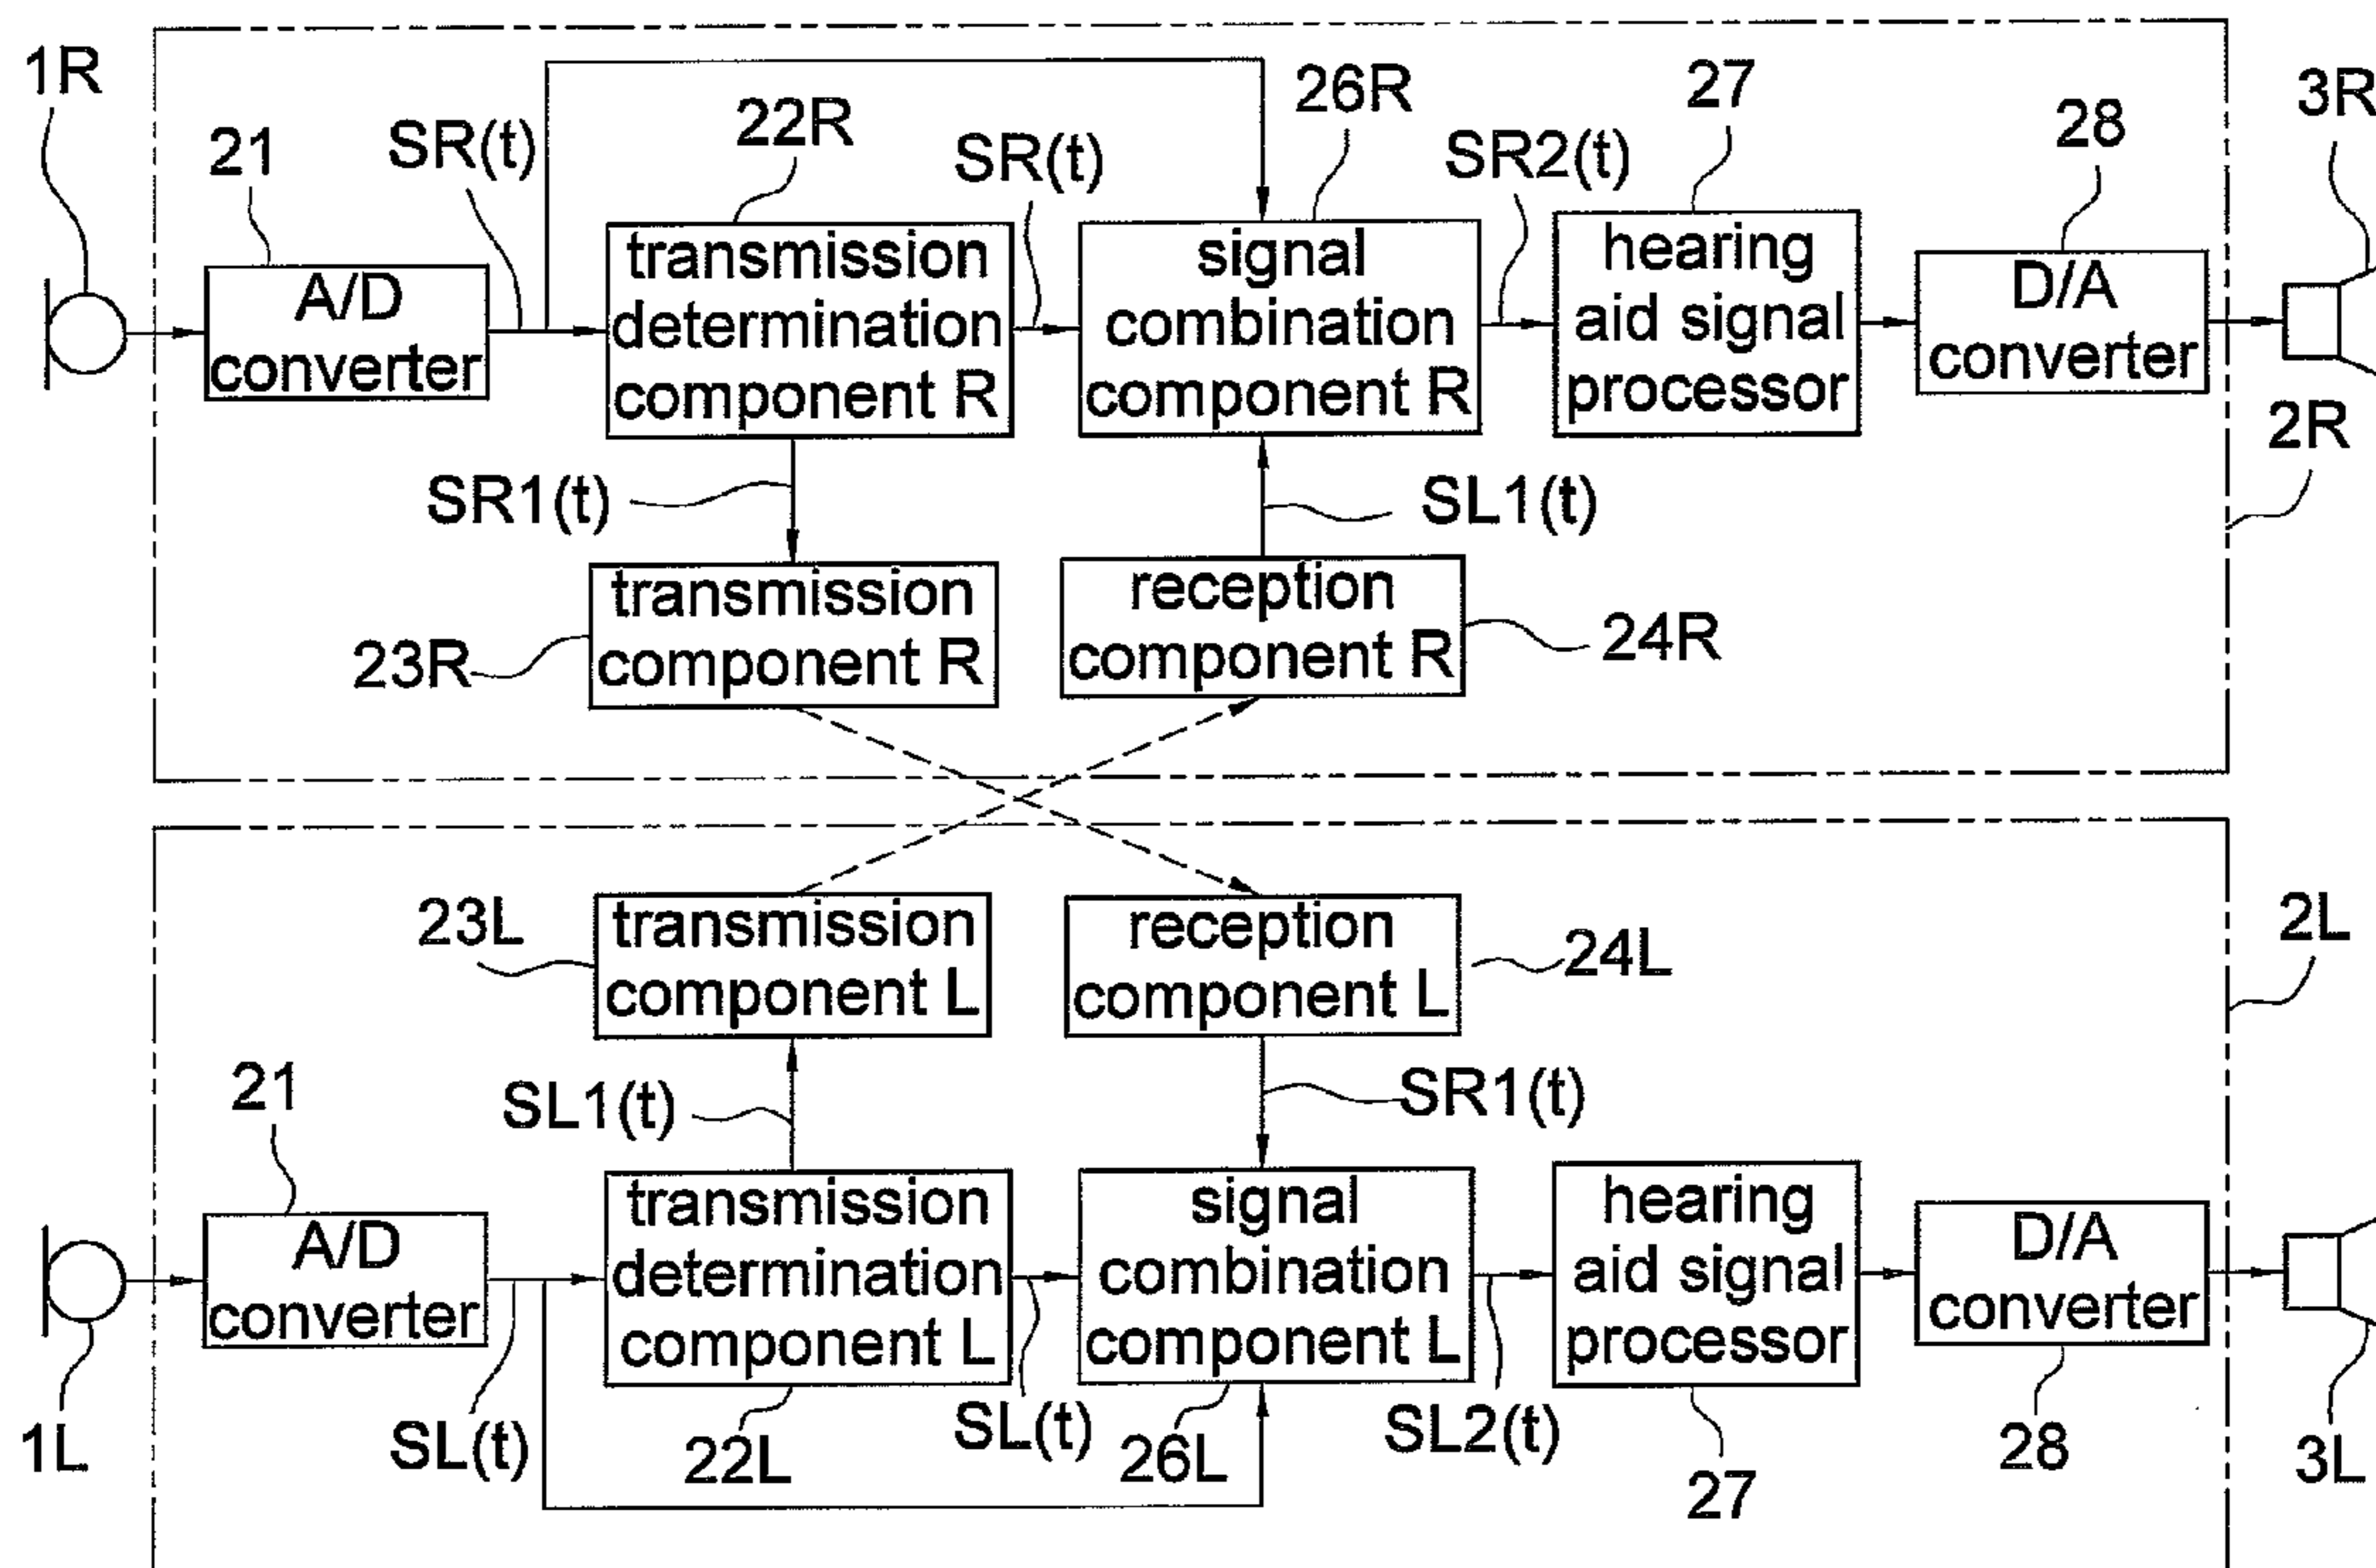 1R
21
SR(t)
22R
SR(t)
26R
SR2(t)
27
28
3R
A/D
converter
transmission
determination
component R
signal
combination
component R
hearing
aid signal
processor
D/A
converter
2R
SR1(t)
SL1(t)
transmission
component R
23R
reception
component R
24R
23L
transmission
component L
reception
component L
24L
2L
21
SL1(t)
SR1(t)
A/D
converter
transmission
determination
component L
signal
combination
component L
hearing
aid signal
processor
D/A
converter
1L
SL(t)
22L
SL(t)
26L
SL2(t)
27
28
3L